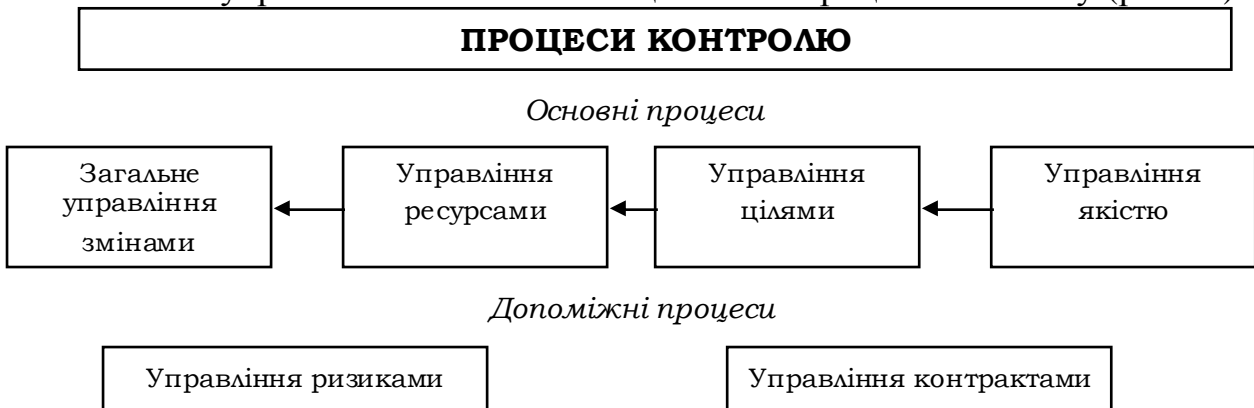 ПРОЦЕСИ КОНТРОЛЮ
Основні процеси
Загальне
управління
змінами
Управління
ресурсами
Управління
цілями
Управління
якістю
Допоміжні процеси
Управління ризиками
Управління контрактами